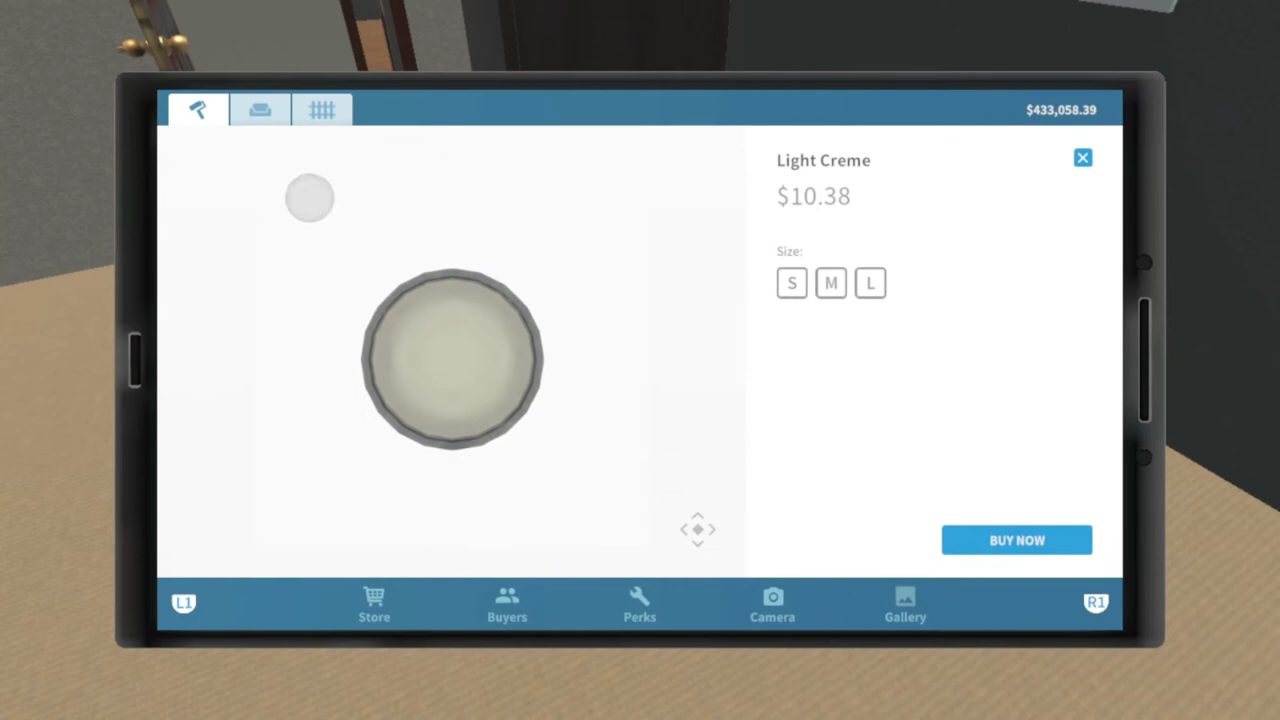 $433,058.39
Light Creme
$10.38
Size:
S M L
BUY NOW
L1
Store
Buyers
Perks
Camera
Gallery
R1